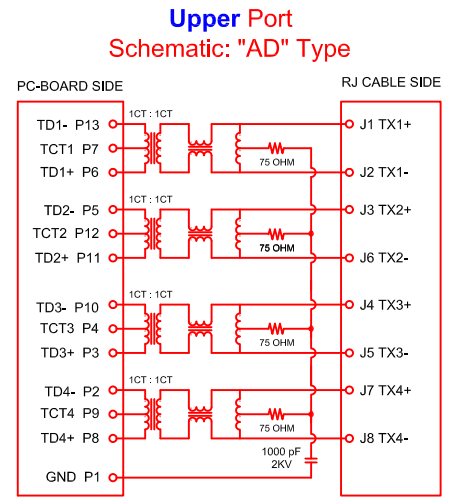 Upper Port
Schematic: "AD" Type
PC-BOARD SIDE
RJ CABLE SIDE
TD1- P13
1CT : 1CT
J1 TX1+
TCT1 P7
75 OHM
TD1+ P6
J2 TX1-
1CT : 1CT
TD2- P5
J3 TX2+
TCT2 P12
75 OHM
TD2+ P11
J6 TX2-
1CT : 1CT
TD3- P10
J4 TX3+
TCT3 P4
75 OHM
TD3+ P3
J5 TX3-
1CT : 1CT
TD4- P2
J7 TX4+
TCT4 P9
75 OHM
TD4+ P8
J8 TX4-
1000 pF
2KV
GND P1